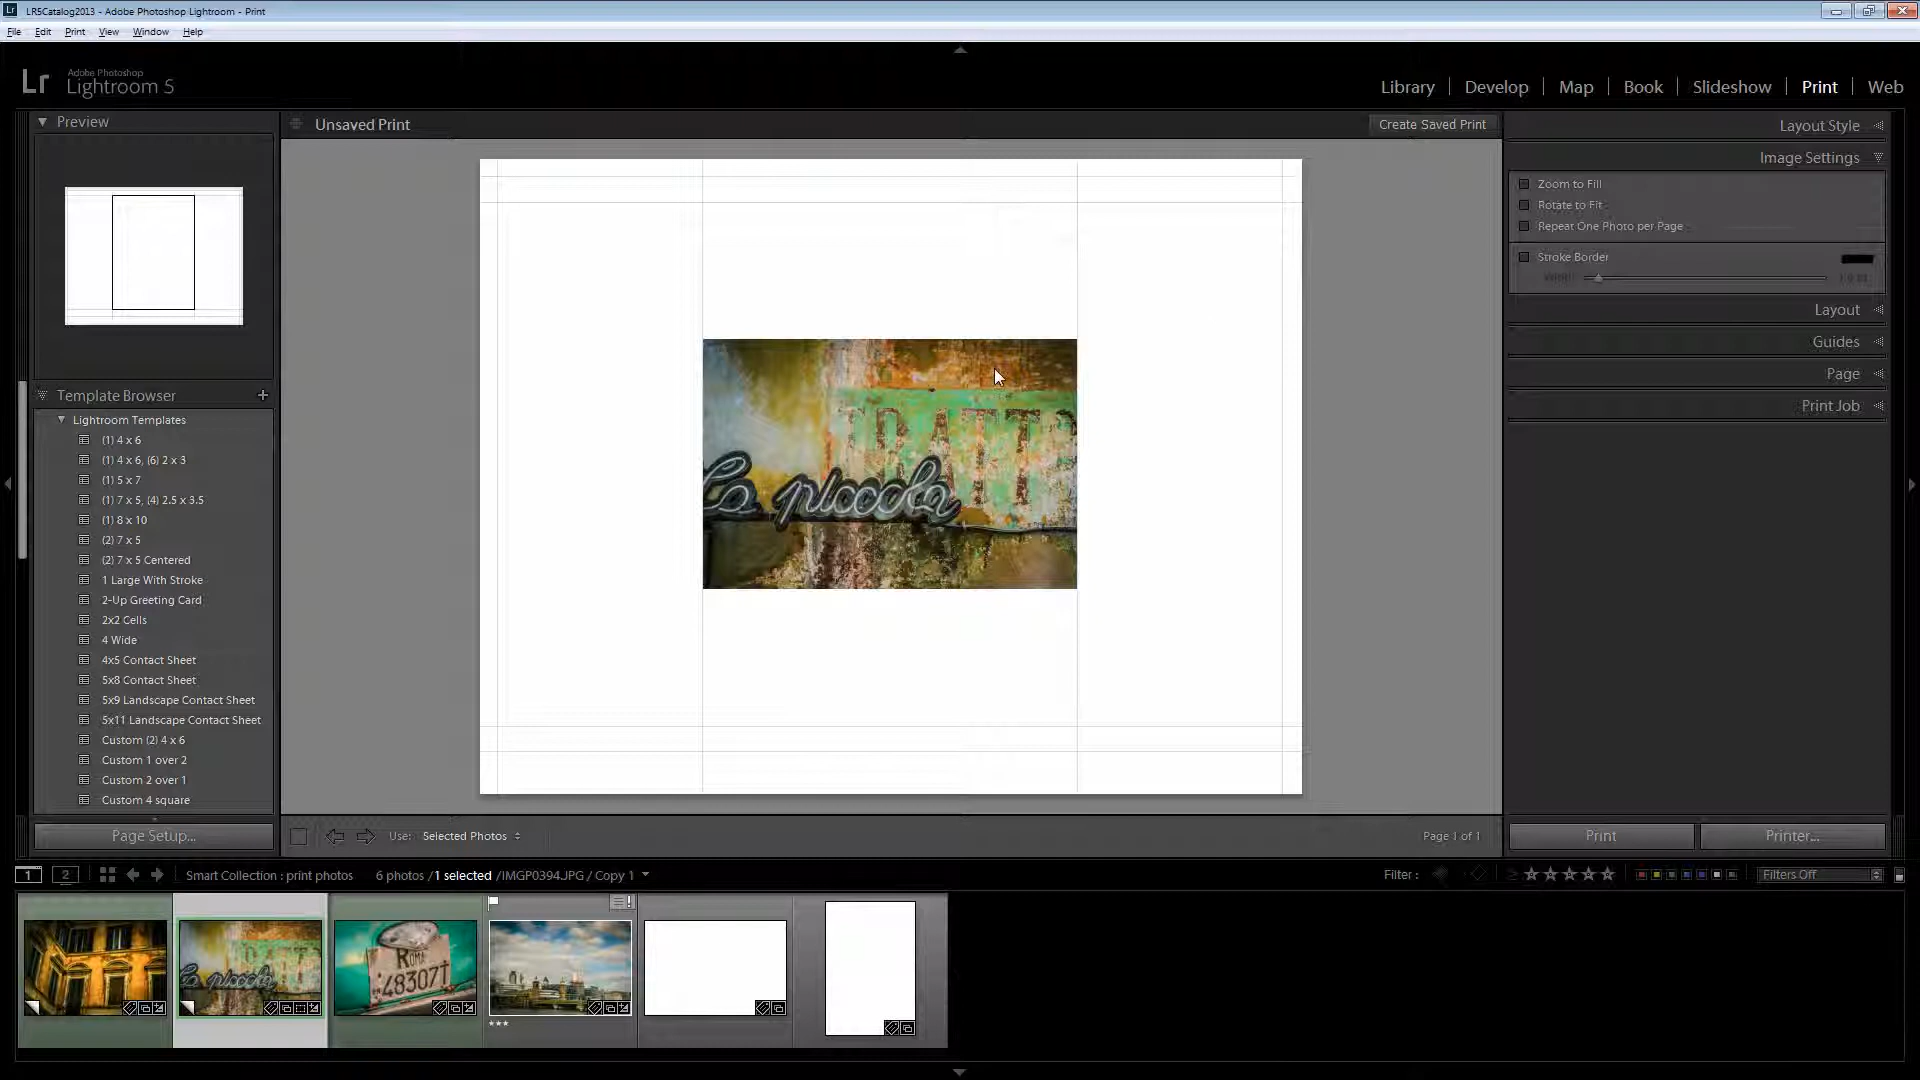 LR5Catalog2013 - Adobe Photoshop Lightroom - Print
File Edit Print View Window Help
Lr Adobe Photoshop
Lightroom 5
Library Develop Map Book Slideshow Print Web
Preview
Unsaved Print
Create Saved Print
Layout Style
Image Settings
Zoom to Fill
Rotate to Fit
Repeat One Photo per Page
Stroke Border
Layout
Guides
Page
Print Job
Template Browser
Lightroom Templates
(1) 4 x 6
(1) 4 x 6, (6) 2 x 3
(1) 5 x 7
(1) 7 x 5, (4) 2.5 x 3.5
(1) 8 x 10
(2) 7 x 5
(2) 7 x 5 Centered
1 Large With Stroke
2-Up Greeting Card
2x2 Cells
4 Wide
4x5 Contact Sheet
5x8 Contact Sheet
5x9 Landscape Contact Sheet
5x11 Landscape Contact Sheet
Custom (2) 4 x 6
Custom 1 over 2
Custom 2 over 1
Custom 4 square
TRATT
La piccola
Page Setup...
Use: Selected Photos
Page 1 of 1
Print
Printer...
1 2 Smart Collection : print photos 6 photos / 1 selected / IMGP0394.JPG / Copy 1
Filter :
Filters Off
La piccola
ROMA
48307T